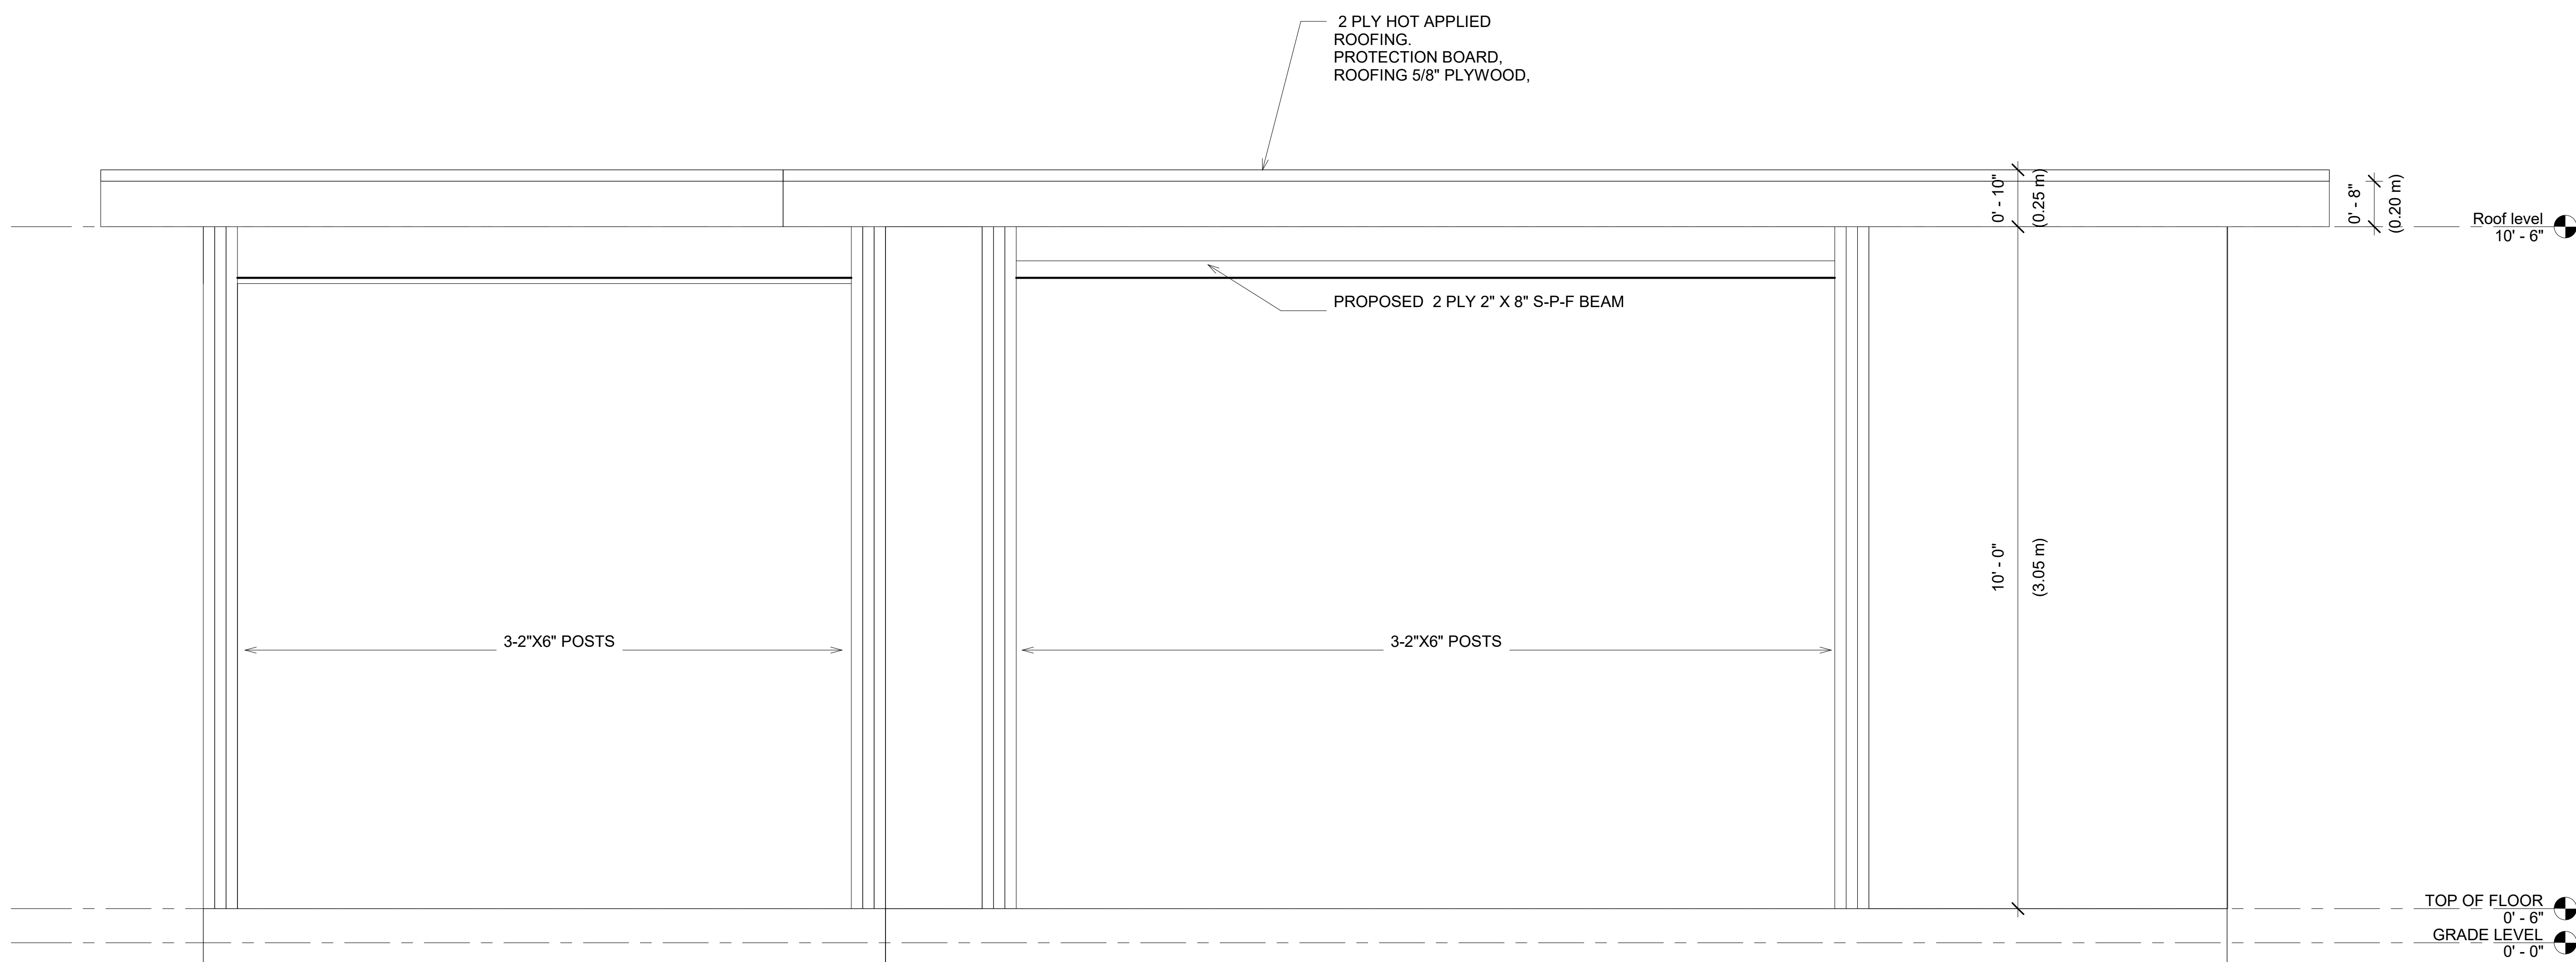 2 PLY HOT APPLIED
ROOFING.
PROTECTION BOARD,
ROOFING 5/8" PLYWOOD,
0' - 10"
(0.25 m)
0' - 8"
(0.20 m)
Roof level
10' - 6"
PROPOSED 2 PLY 2" X 8" S-P-F BEAM
10' - 0"
(3.05 m)
3-2"X6" POSTS
3-2"X6" POSTS
TOP OF FLOOR
0' - 6"
GRADE LEVEL
0' - 0"